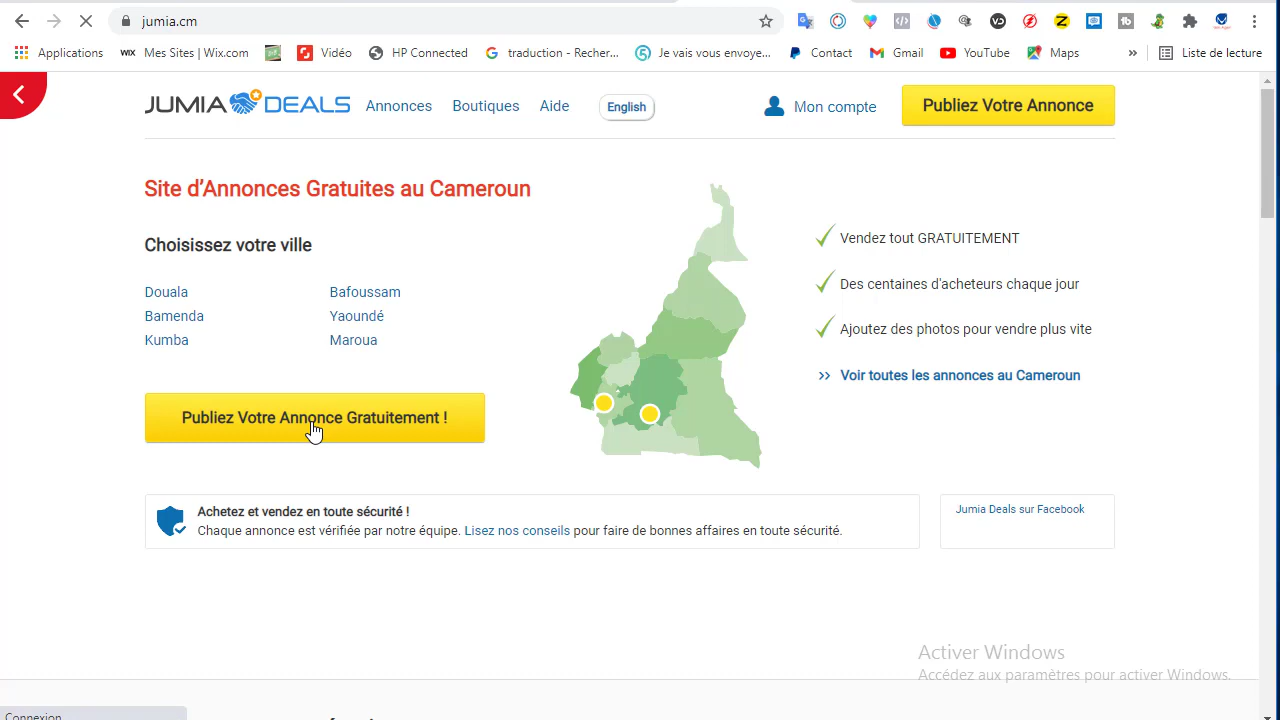 jumia.cm
Applications
WIX Mes Sites | Wix.com
Vidéo
HP Connected
traduction - Recher...
Je vais vous envoye...
Contact
Gmail
YouTube
Maps
»
Liste de lecture
JUMIA DEALS
Annonces
Boutiques
Aide
English
Mon compte
Publiez Votre Annonce
Site d'Annonces Gratuites au Cameroun
Choisissez votre ville
Douala
Bafoussam
Bamenda
Yaoundé
Kumba
Maroua
Publiez Votre Annonce Gratuitement !
Vendez tout GRATUITEMENT
Des centaines d'acheteurs chaque jour
Ajoutez des photos pour vendre plus vite
>> Voir toutes les annonces au Cameroun
Achetez et vendez en toute sécurité !
Chaque annonce est vérifiée par notre équipe. Lisez nos conseils pour faire de bonnes affaires en toute sécurité.
Jumia Deals sur Facebook
Activer Windows
Accédez aux paramètres pour activer Windows.
Connexion